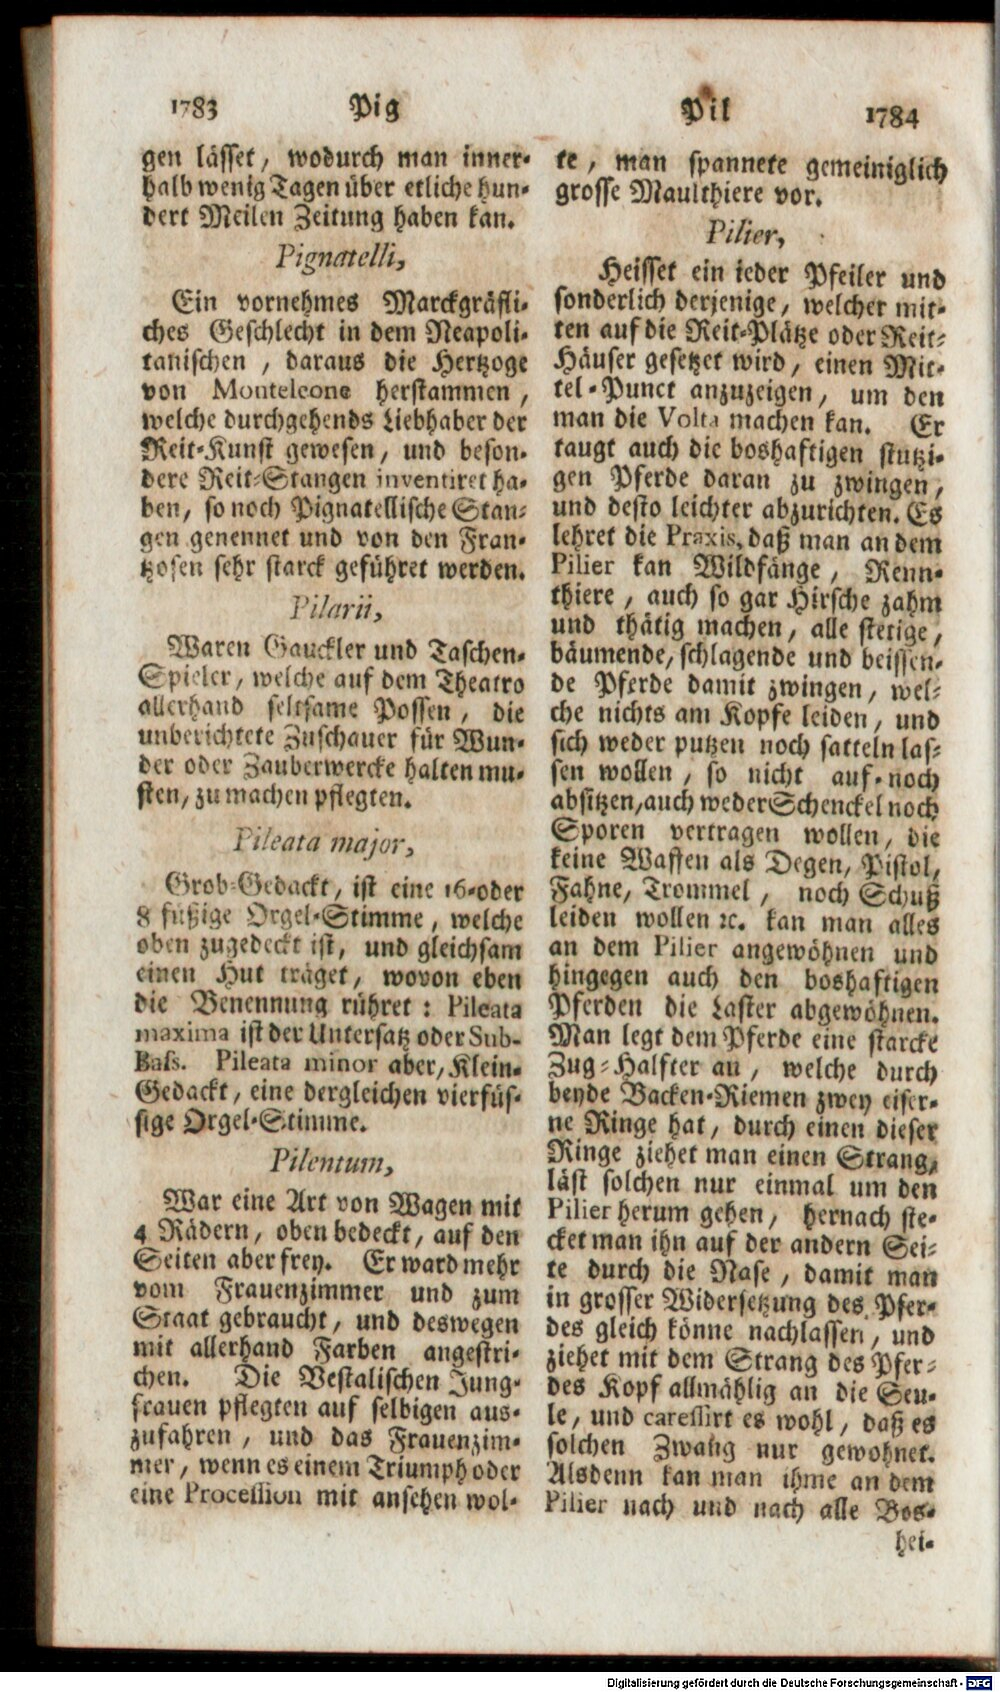 1783 Pig
gen lässet, wodurch man inner-
halb wenig Tagen über etliche hun-
dert Meilen Zeitung haben kan.
Pignatelli,
Ein vornehmes Marckgräfli-
ches Geschlecht in dem Neapoli-
tanischen, daraus die Hertzoge
von Monteleone herstammen,
welche durchgehends Liebhaber der
Reit-Kunst gewesen, und beson-
dere Reit-Stangen inventiret ha-
ben, so noch Pignatellische Stan-
gen genennet und von den Fran-
tzosen sehr starck geführet werden.
Pilarii,
Waren Gauckler und Taschen-
Spieler, welche auf dem Theatro
allerhand seltsame Possen, die
unberichtete Zuschauer für Wun-
der oder Zauberwercke halten mu-
sten, zu machen pflegten.
Pileata major,
Grob-Gedackt, ist eine 16-oder
8 füßige Orgel-Stimme, welche
oben zugedeckt ist, und gleichsam
einen Hut träget, wovon eben
die Benennung rühret: Pileata
maxima ist der Untersatz oder Sub-
Bass. Pileata minor aber, Klein-
Gedackt, eine dergleichen vierfüs-
sige Orgel-Stimme.
Pilentum,
War eine Art von Wagen mit
4 Rädern, oben bedeckt, auf den
Seiten aber frey. Er ward mehr
vom Frauenzimmer und zum
Staat gebraucht, und deswegen
mit allerhand Farben angestri-
chen. Die Vestalischen Jung-
frauen pflegten auf selbigen aus-
zufahren, und das Frauenzim-
mer, wenn es einem Triumph oder
eine Procession mit ansehen wol-
Pil 1784
te, man spannete gemeiniglich
grosse Maulthiere vor.
Pilier,
Heisset ein ieder Pfeiler und
sonderlich derjenige, welcher mit-
ten auf die Reit-Plätze oder Reit-
Häuser gesetzet wird, einen Mit-
tel-Punct anzuzeigen, um den
man die Volta machen kan. Er
taugt auch die boshaftigen stutzi-
gen Pferde daran zu zwingen,
und desto leichter abzurichten. Es
lehret die Praxis, daß man an dem
Pilier kan Wildfänge, Renn-
thiere, auch so gar Hirsche zahm
und thätig machen, alle stetige,
bäumende, schlagende und beissen-
de Pferde damit zwingen, wel-
che nichts am Kopfe leiden, und
sich weder putzen noch satteln las-
sen wollen, so nicht auf-noch
absitzen, auch weder Schenckel noch
Sporen vertragen wollen, die
keine Waffen als Degen, Pistol,
Fahne, Trommel, noch Schuß
leiden wollen ꝛc. kan man alles
an dem Pilier angewöhnen und
hingegen auch den boshaftigen
Pferden die Laster abgewöhnen.
Man legt dem Pferde eine starcke
Zug-Halfter an, welche durch
beyde Backen-Riemen zwey eiser-
ne Ringe hat, durch einen dieser
Ringe ziehet man einen Strang,
läst solchen nur einmal um den
Pilier herum gehen, hernach ste-
cket man ihn auf der andern Sei-
te durch die Nase, damit man
in grosser Widersetzung des Pfer-
des gleich könne nachlassen, und
ziehet mit dem Strang des Pfer-
des Kopf allmählig an die Seu-
le, und caressirt es wohl, daß es
solchen Zwang nur gewohnet.
Alsdenn kan man ihme an dem
Pilier nach und nach alle Bos-
hei-
Digitalisierung gefördert durch die Deutsche Forschungsgemeinschaft - DFG